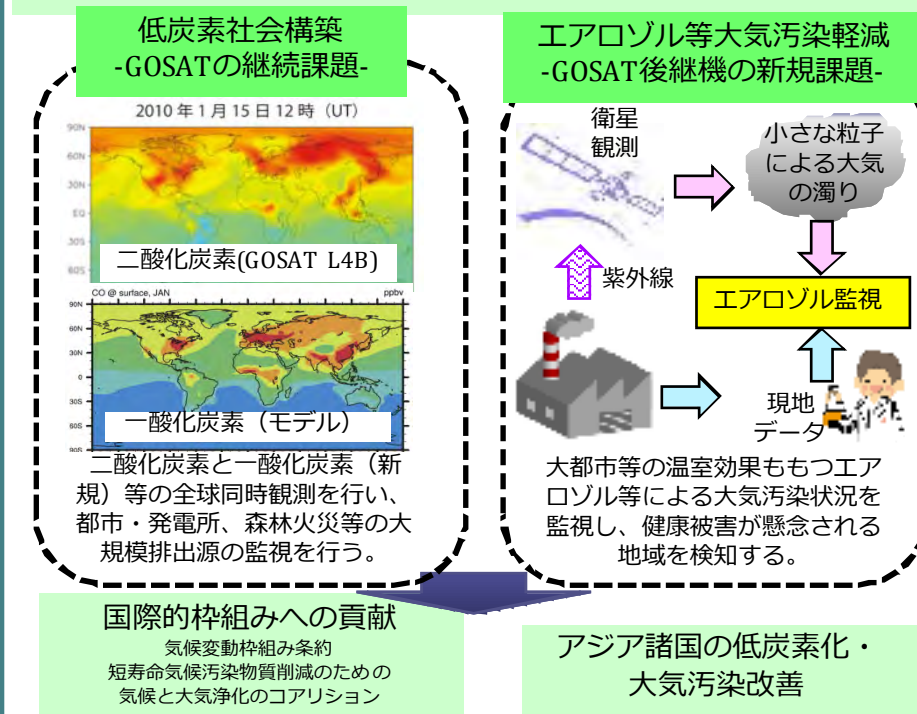 低炭素社会構築
-GOSATの継続課題-
2010 年 1 月 15 日 12 時（UT）
90N
60N
30N
EQ
30S
60S
二酸化炭素(GOSAT L4B)
CO @ surface, JAN
ppbv
90N
60N
30N
0
30S
60S
90S
一酸化炭素（モデル）
二酸化炭素と一酸化炭素（新
規）等の全球同時観測を行い、
都市・発電所、森林火災等の大
規模排出源の監視を行う。
エアロゾル等大気汚染軽減
-GOSAT後継機の新規課題-
衛星
観測
小さな粒子
による大気
の濁り
紫外線
エアロゾル監視
現地
データ
大都市等の温室効果ももつエア
ロゾル等による大気汚染状況を
監視し、健康被害が懸念される
地域を検知する。
国際的枠組みへの貢献
気候変動枠組み条約
短寿命気候汚染物質削減のための
気候と大気浄化のコアリション
アジア諸国の低炭素化・
大気汚染改善